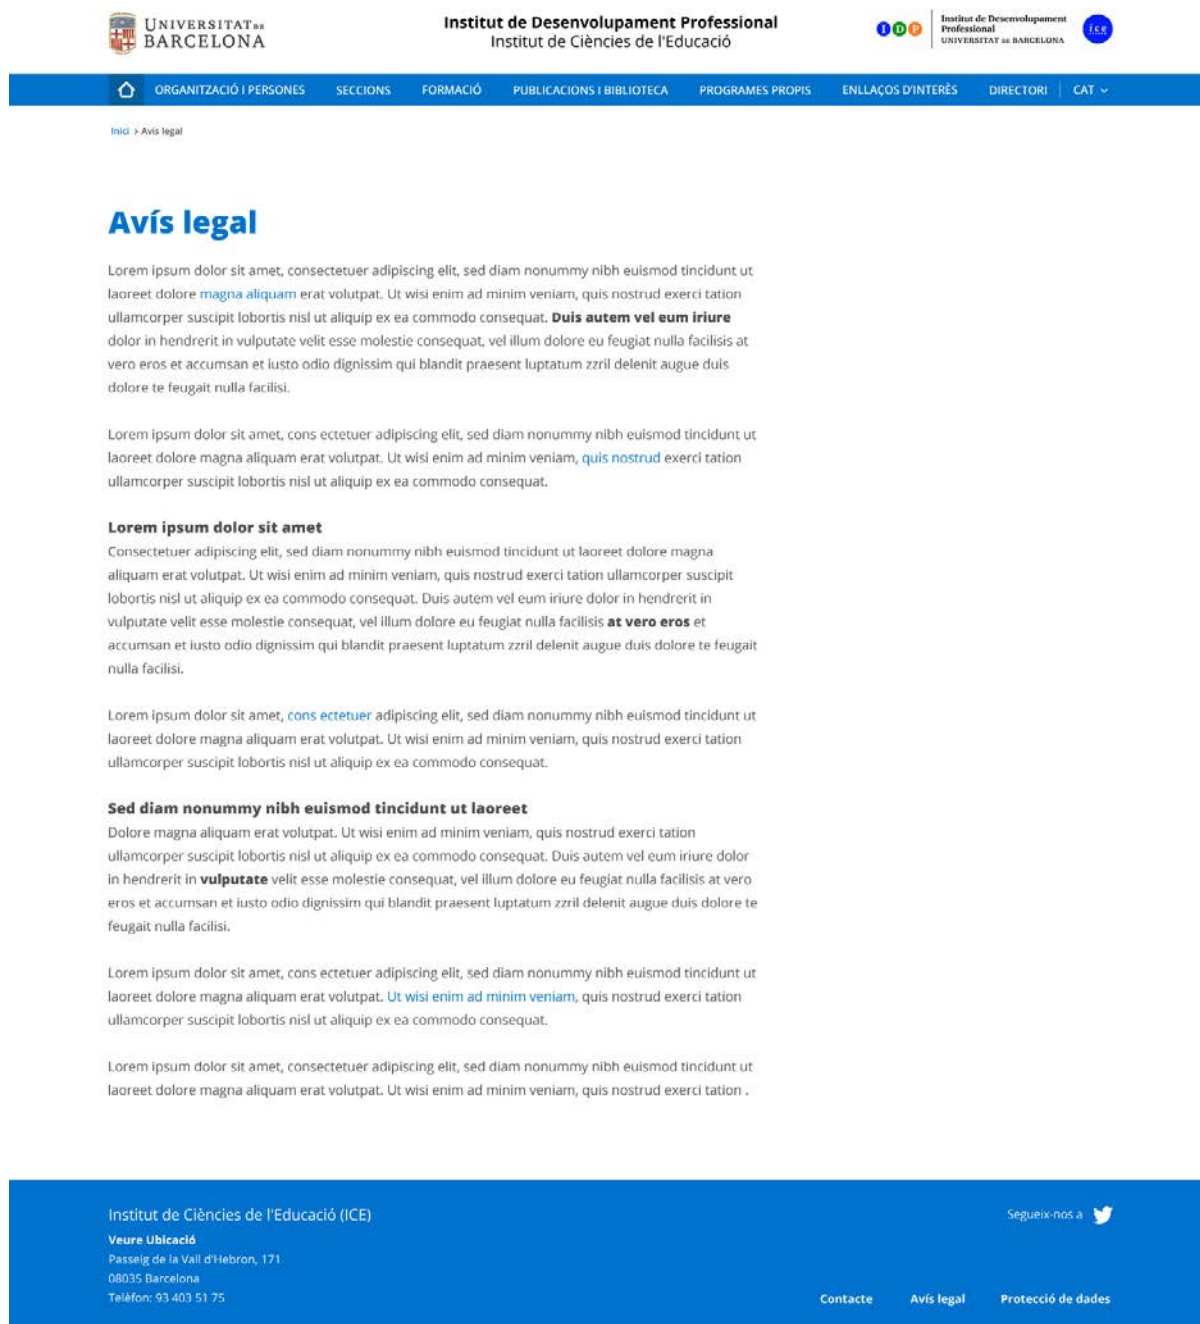 UNIVERSITAT DE
BARCELONA
Institut de Desenvolupament Professional
Institut de Ciències de l'Educació
IDP
Institut de Desenvolupament
Professional
UNIVERSITAT DE BARCELONA
ice
ORGANITZACIÓ I PERSONES SECCIONS FORMACIÓ PUBLICACIONS I BIBLIOTECA PROGRAMES PROPIS ENLLAÇOS D'INTERÈS DIRECTORI CAT
Inici > Avís legal
Avís legal
Lorem ipsum dolor sit amet, consectetuer adipiscing elit, sed diam nonummy nibh euismod tincidunt ut
laoreet dolore magna aliquam erat volutpat. Ut wisi enim ad minim veniam, quis nostrud exerci tation
ullamcorper suscipit lobortis nisl ut aliquip ex ea commodo consequat. Duis autem vel eum iriure
dolor in hendrerit in vulputate velit esse molestie consequat, vel illum dolore eu feugiat nulla facilisis at
vero eros et accumsan et iusto odio dignissim qui blandit praesent luptatum zzril delenit augue duis
dolore te feugait nulla facilisi.
Lorem ipsum dolor sit amet, cons ectetuer adipiscing elit, sed diam nonummy nibh euismod tincidunt ut
laoreet dolore magna aliquam erat volutpat. Ut wisi enim ad minim veniam, quis nostrud exerci tation
ullamcorper suscipit lobortis nisl ut aliquip ex ea commodo consequat.
Lorem ipsum dolor sit amet
Consectetuer adipiscing elit, sed diam nonummy nibh euismod tincidunt ut laoreet dolore magna
aliquam erat volutpat. Ut wisi enim ad minim veniam, quis nostrud exerci tation ullamcorper suscipit
lobortis nisl ut aliquip ex ea commodo consequat. Duis autem vel eum iriure dolor in hendrerit in
vulputate velit esse molestie consequat, vel illum dolore eu feugiat nulla facilisis at vero eros et
accumsan et iusto odio dignissim qui blandit praesent luptatum zzril delenit augue duis dolore te feugait
nulla facilisi.
Lorem ipsum dolor sit amet, cons ectetuer adipiscing elit, sed diam nonummy nibh euismod tincidunt ut
laoreet dolore magna aliquam erat volutpat. Ut wisi enim ad minim veniam, quis nostrud exerci tation
ullamcorper suscipit lobortis nisl ut aliquip ex ea commodo consequat.
Sed diam nonummy nibh euismod tincidunt ut laoreet
Dolore magna aliquam erat volutpat. Ut wisi enim ad minim veniam, quis nostrud exerci tation
ullamcorper suscipit lobortis nisl ut aliquip ex ea commodo consequat. Duis autem vel eum iriure dolor
in hendrerit in vulputate velit esse molestie consequat, vel illum dolore eu feugiat nulla facilisis at vero
eros et accumsan et iusto odio dignissim qui blandit praesent luptatum zzril delenit augue duis dolore te
feugait nulla facilisi.
Lorem ipsum dolor sit amet, cons ectetuer adipiscing elit, sed diam nonummy nibh euismod tincidunt ut
laoreet dolore magna aliquam erat volutpat. Ut wisi enim ad minim veniam, quis nostrud exerci tation
ullamcorper suscipit lobortis nisl ut aliquip ex ea commodo consequat.
Lorem ipsum dolor sit amet, consectetuer adipiscing elit, sed diam nonummy nibh euismod tincidunt ut
laoreet dolore magna aliquam erat volutpat. Ut wisi enim ad minim veniam, quis nostrud exerci tation .
Institut de Ciències de l'Educació (ICE)
Segueix-nos a
Veure Ubicació
Passeig de la Vall d'Hebron, 171
08035 Barcelona
Telèfon: 93 403 51 75
Contacte Avís legal Protecció de dades